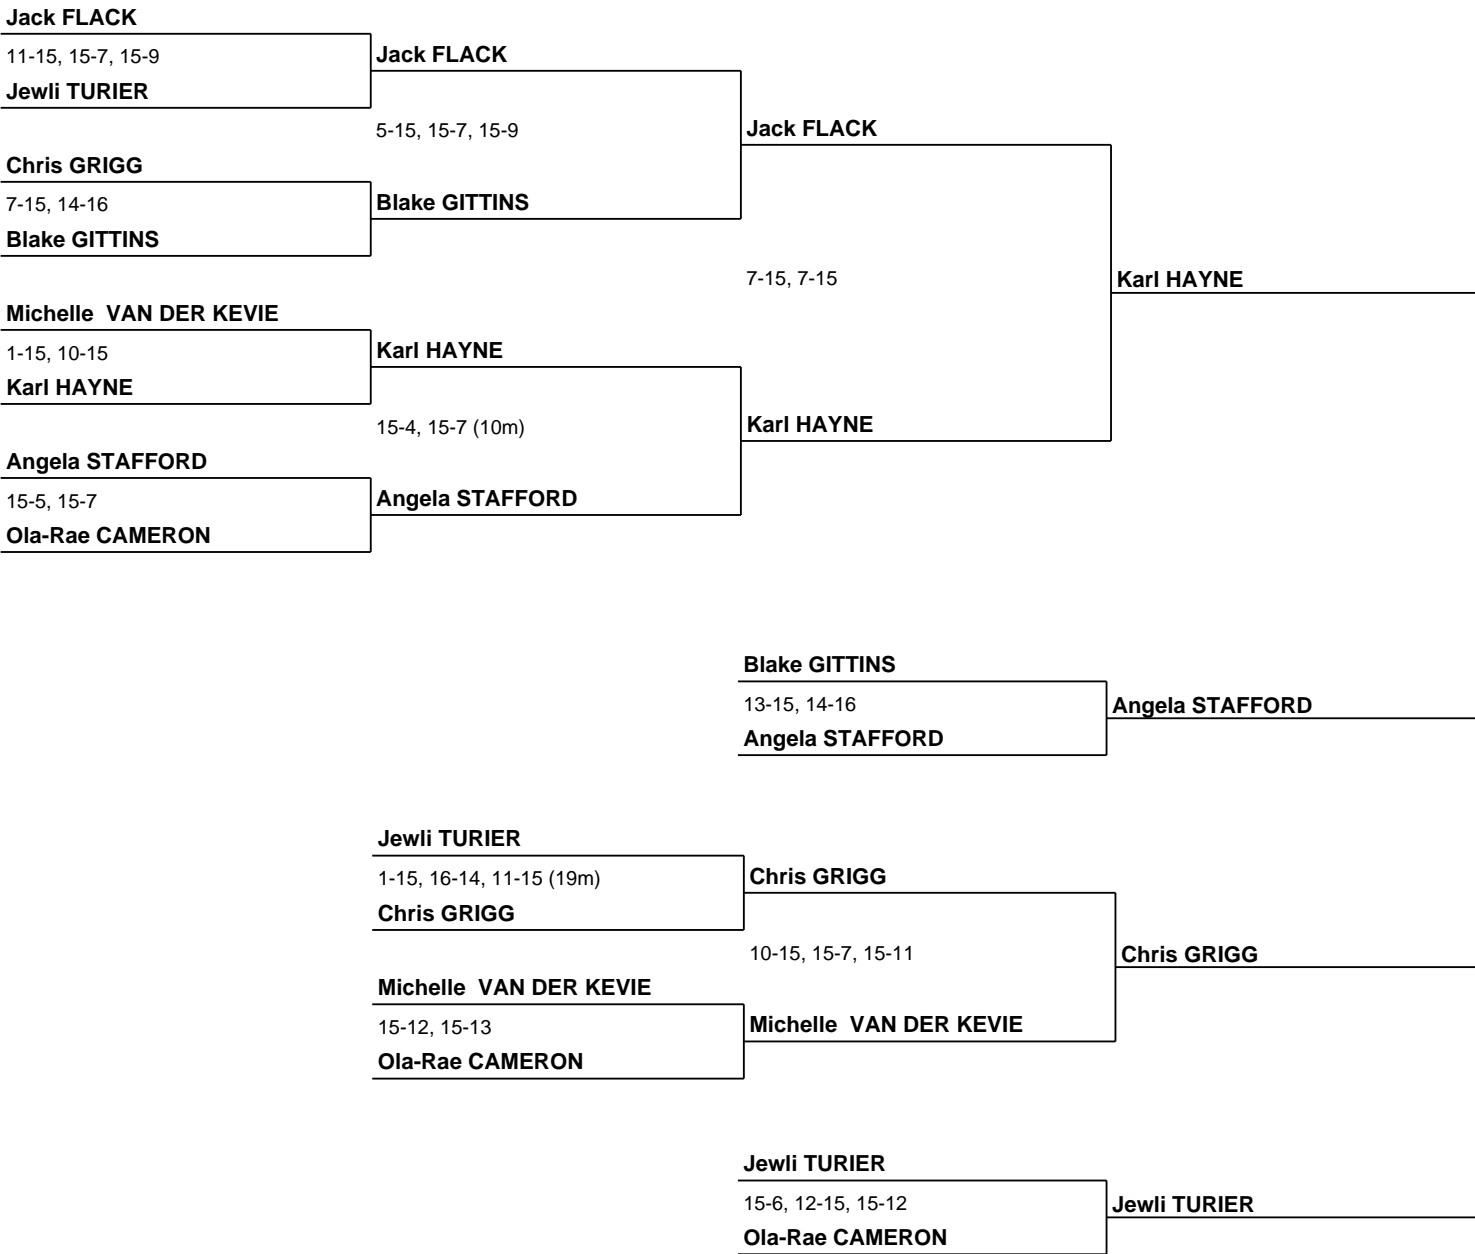 Jack FLACK
11-15, 15-7, 15-9
Jack FLACK
Jewli TURIER
5-15, 15-7, 15-9
Jack FLACK
Chris GRIGG
7-15, 14-16
Blake GITTINS
Blake GITTINS
7-15, 7-15
Karl HAYNE
Michelle  VAN DER KEVIE
1-15, 10-15
Karl HAYNE
Karl HAYNE
15-4, 15-7 (10m)
Karl HAYNE
Angela STAFFORD
15-5, 15-7
Angela STAFFORD
Ola-Rae CAMERON
Blake GITTINS
13-15, 14-16
Angela STAFFORD
Angela STAFFORD
Jewli TURIER
1-15, 16-14, 11-15 (19m)
Chris GRIGG
Chris GRIGG
10-15, 15-7, 15-11
Chris GRIGG
Michelle  VAN DER KEVIE
15-12, 15-13
Michelle  VAN DER KEVIE
Ola-Rae CAMERON
Jewli TURIER
15-6, 12-15, 15-12
Jewli TURIER
Ola-Rae CAMERON